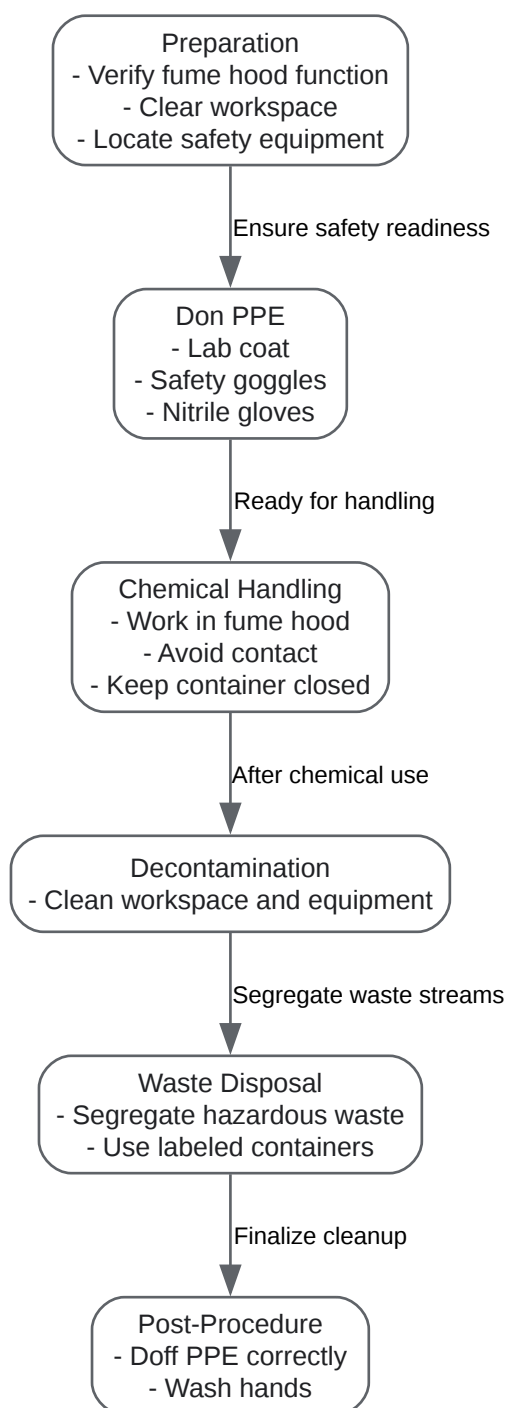 Preparation
- Verify fume hood function
- Clear workspace
- Locate safety equipment
Ensure safety readiness
Don PPE
- Lab coat
- Safety goggles
- Nitrile gloves
Ready for handling
Chemical Handling
- Work in fume hood
- Avoid contact
- Keep container closed
After chemical use
Decontamination
- Clean workspace and equipment
Segregate waste streams
Waste Disposal
- Segregate hazardous waste
- Use labeled containers
Finalize cleanup
Post-Procedure
- Doff PPE correctly
- Wash hands